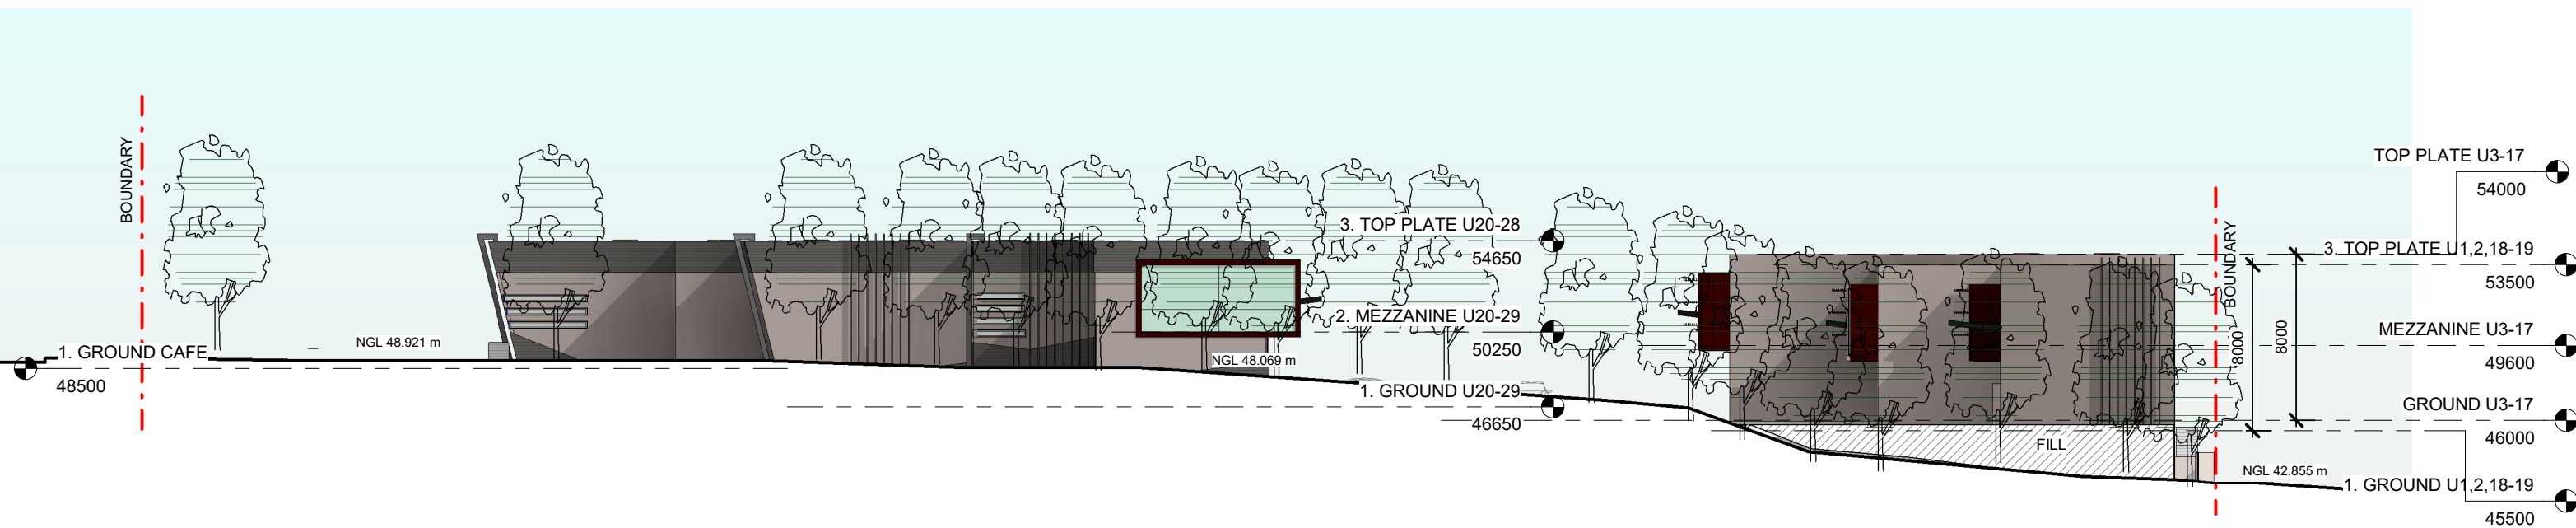 BOUNDARY
NGL 48.921 m
1. GROUND CAFE
48500
3. TOP PLATE U20-28
54650
2. MEZZANINE U20-29
50250
NGL 48.069 m
1. GROUND U20-29
46650
FILL
8000
8000
BOUNDARY
TOP PLATE U3-17
54000
3. TOP PLATE U1,2,18-19
53500
MEZZANINE U3-17
49600
GROUND U3-17
46000
NGL 42.855 m
1. GROUND U1,2,18-19
45500